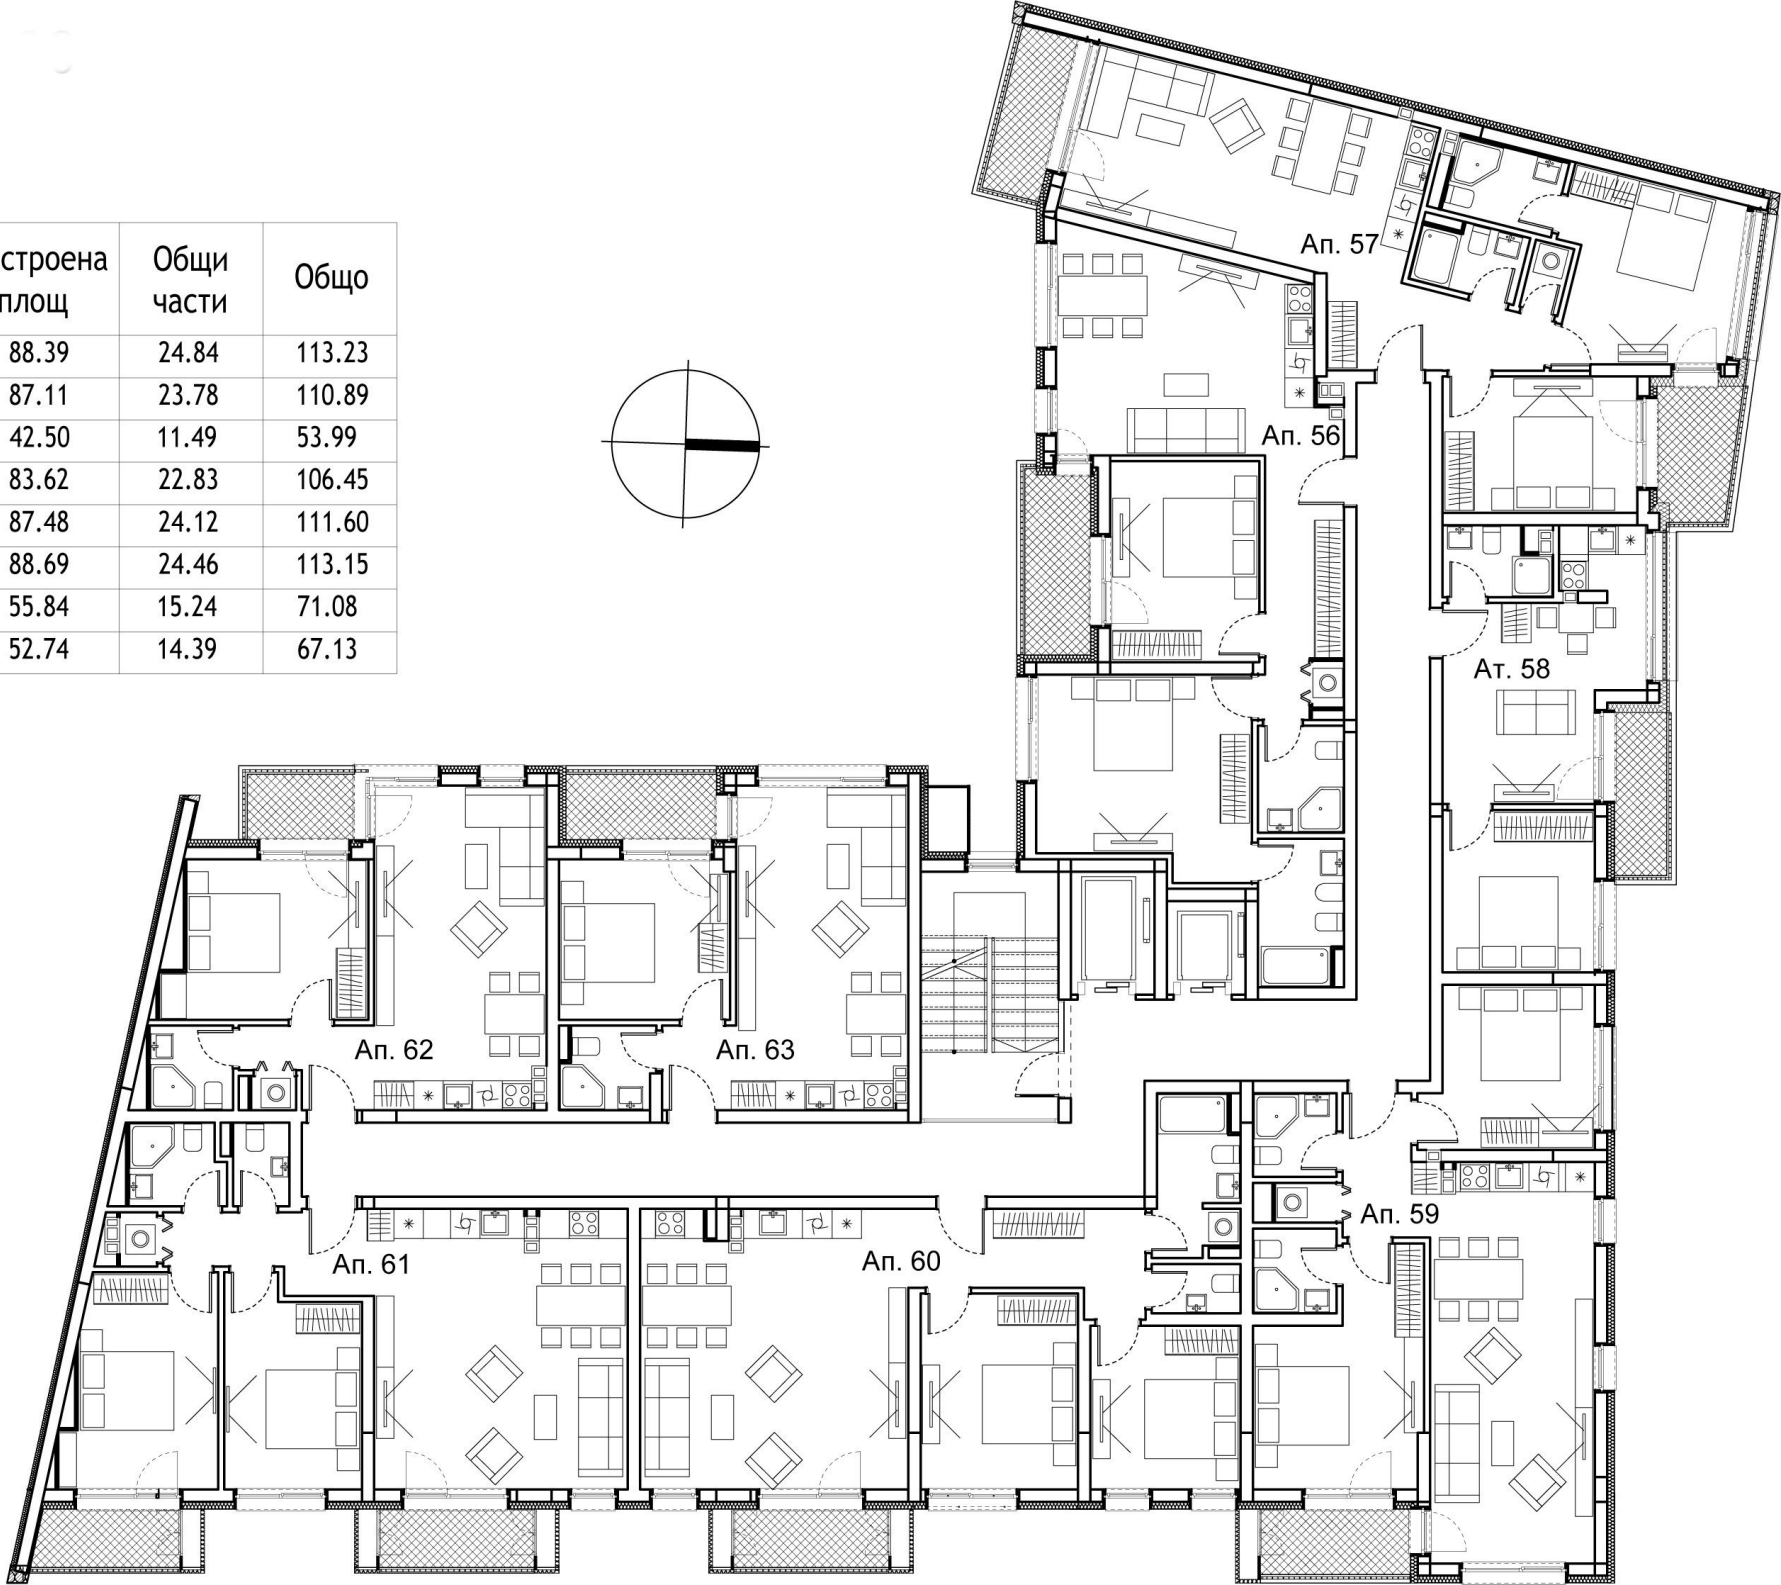 строена площ Общи части Общо
88.39 24.84 113.23
87.11 23.78 110.89
42.50 11.49 53.99
83.62 22.83 106.45
87.48 24.12 111.60
88.69 24.46 113.15
55.84 15.24 71.08
52.74 14.39 67.13
Ап. 57
Ап. 56
Ат. 58
Ап. 62
Ап. 63
Ап. 59
Ап. 61
Ап. 60